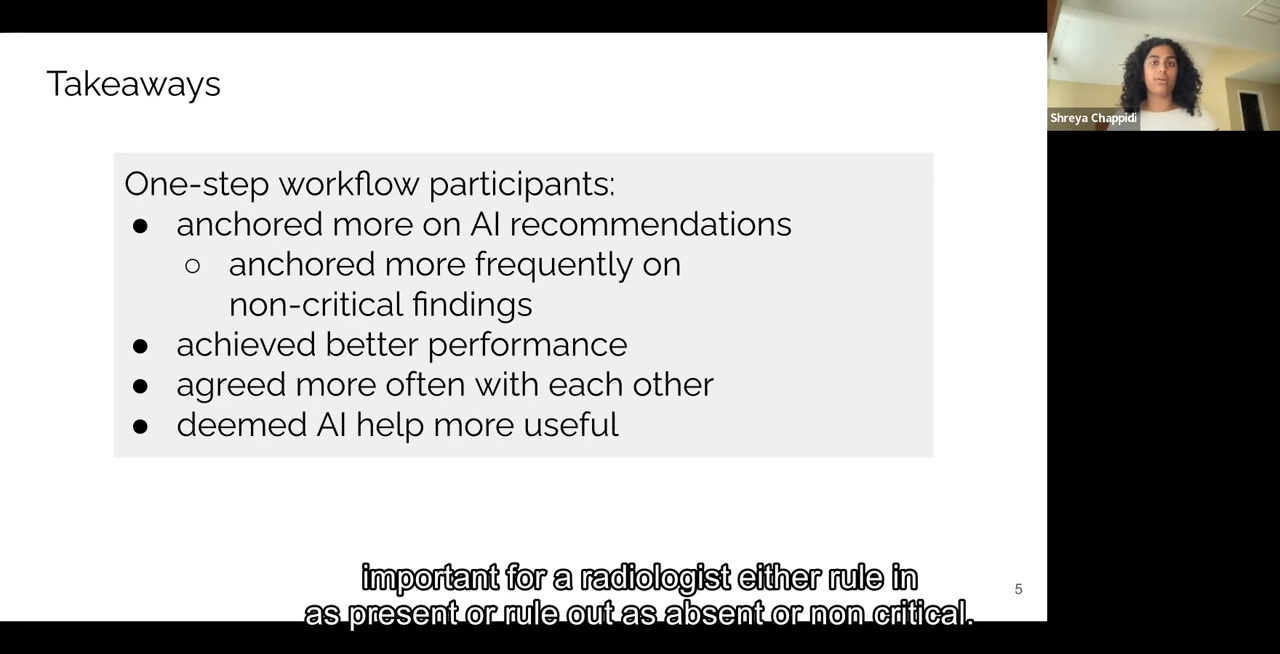 Takeaways
Shreya Chappidi
One-step workflow participants:
● anchored more on AI recommendations
○ anchored more frequently on
non-critical findings
● achieved better performance
● agreed more often with each other
● deemed AI help more useful
important for a radiologist either rule in
as present or rule out as absent or non critical.
5